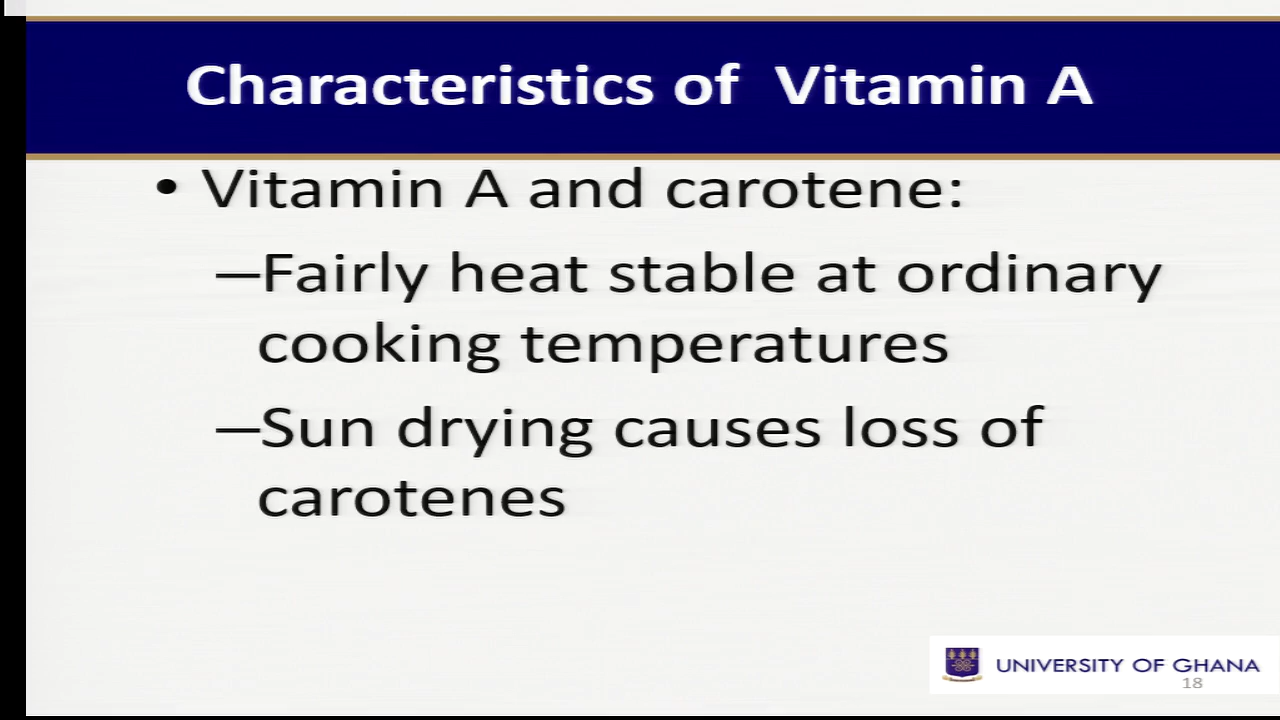 Characteristics of Vitamin A
• Vitamin A and carotene:
–Fairly heat stable at ordinary
cooking temperatures
–Sun drying causes loss of
carotenes
UNIVERSITY OF GHANA
18